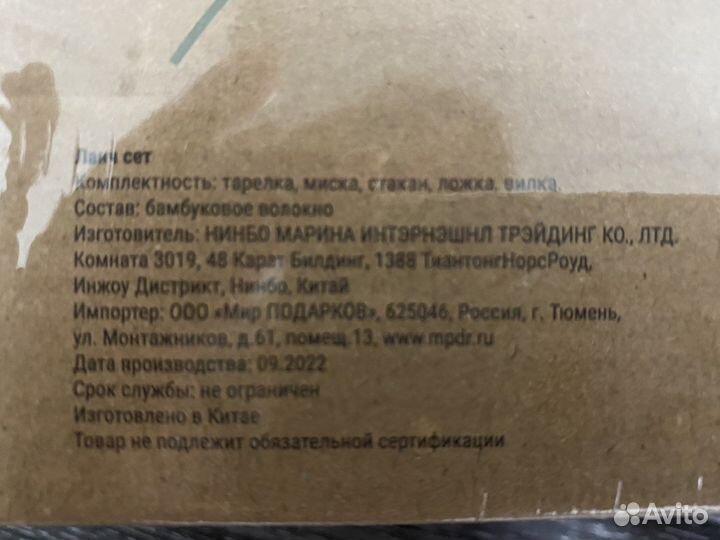 Ланч сет
Комплектность: тарелка, миска, стакан, ложка, вилка.
Состав: бамбуковое волокно
Изготовитель: НИНБО МАРИНА ИНТЭРНЭШНЛ ТРЭЙДИНГ КО., ЛТД.
Комната 3019, 48 Карат Билдинг, 1388 ТиантонгНорсРоуд,
Инжоу Дистрикт, Нинбо, Китай
Импортер: ООО «Мир ПОДАРКОВ», 625046, Россия, г. Тюмень,
ул. Монтажников, д.61, помещ.13, www.mpdr.ru
Дата производства: 09.2022
Срок службы: не ограничен
Изготовлено в Китае
Товар не подлежит обязательной сертификации
Avito